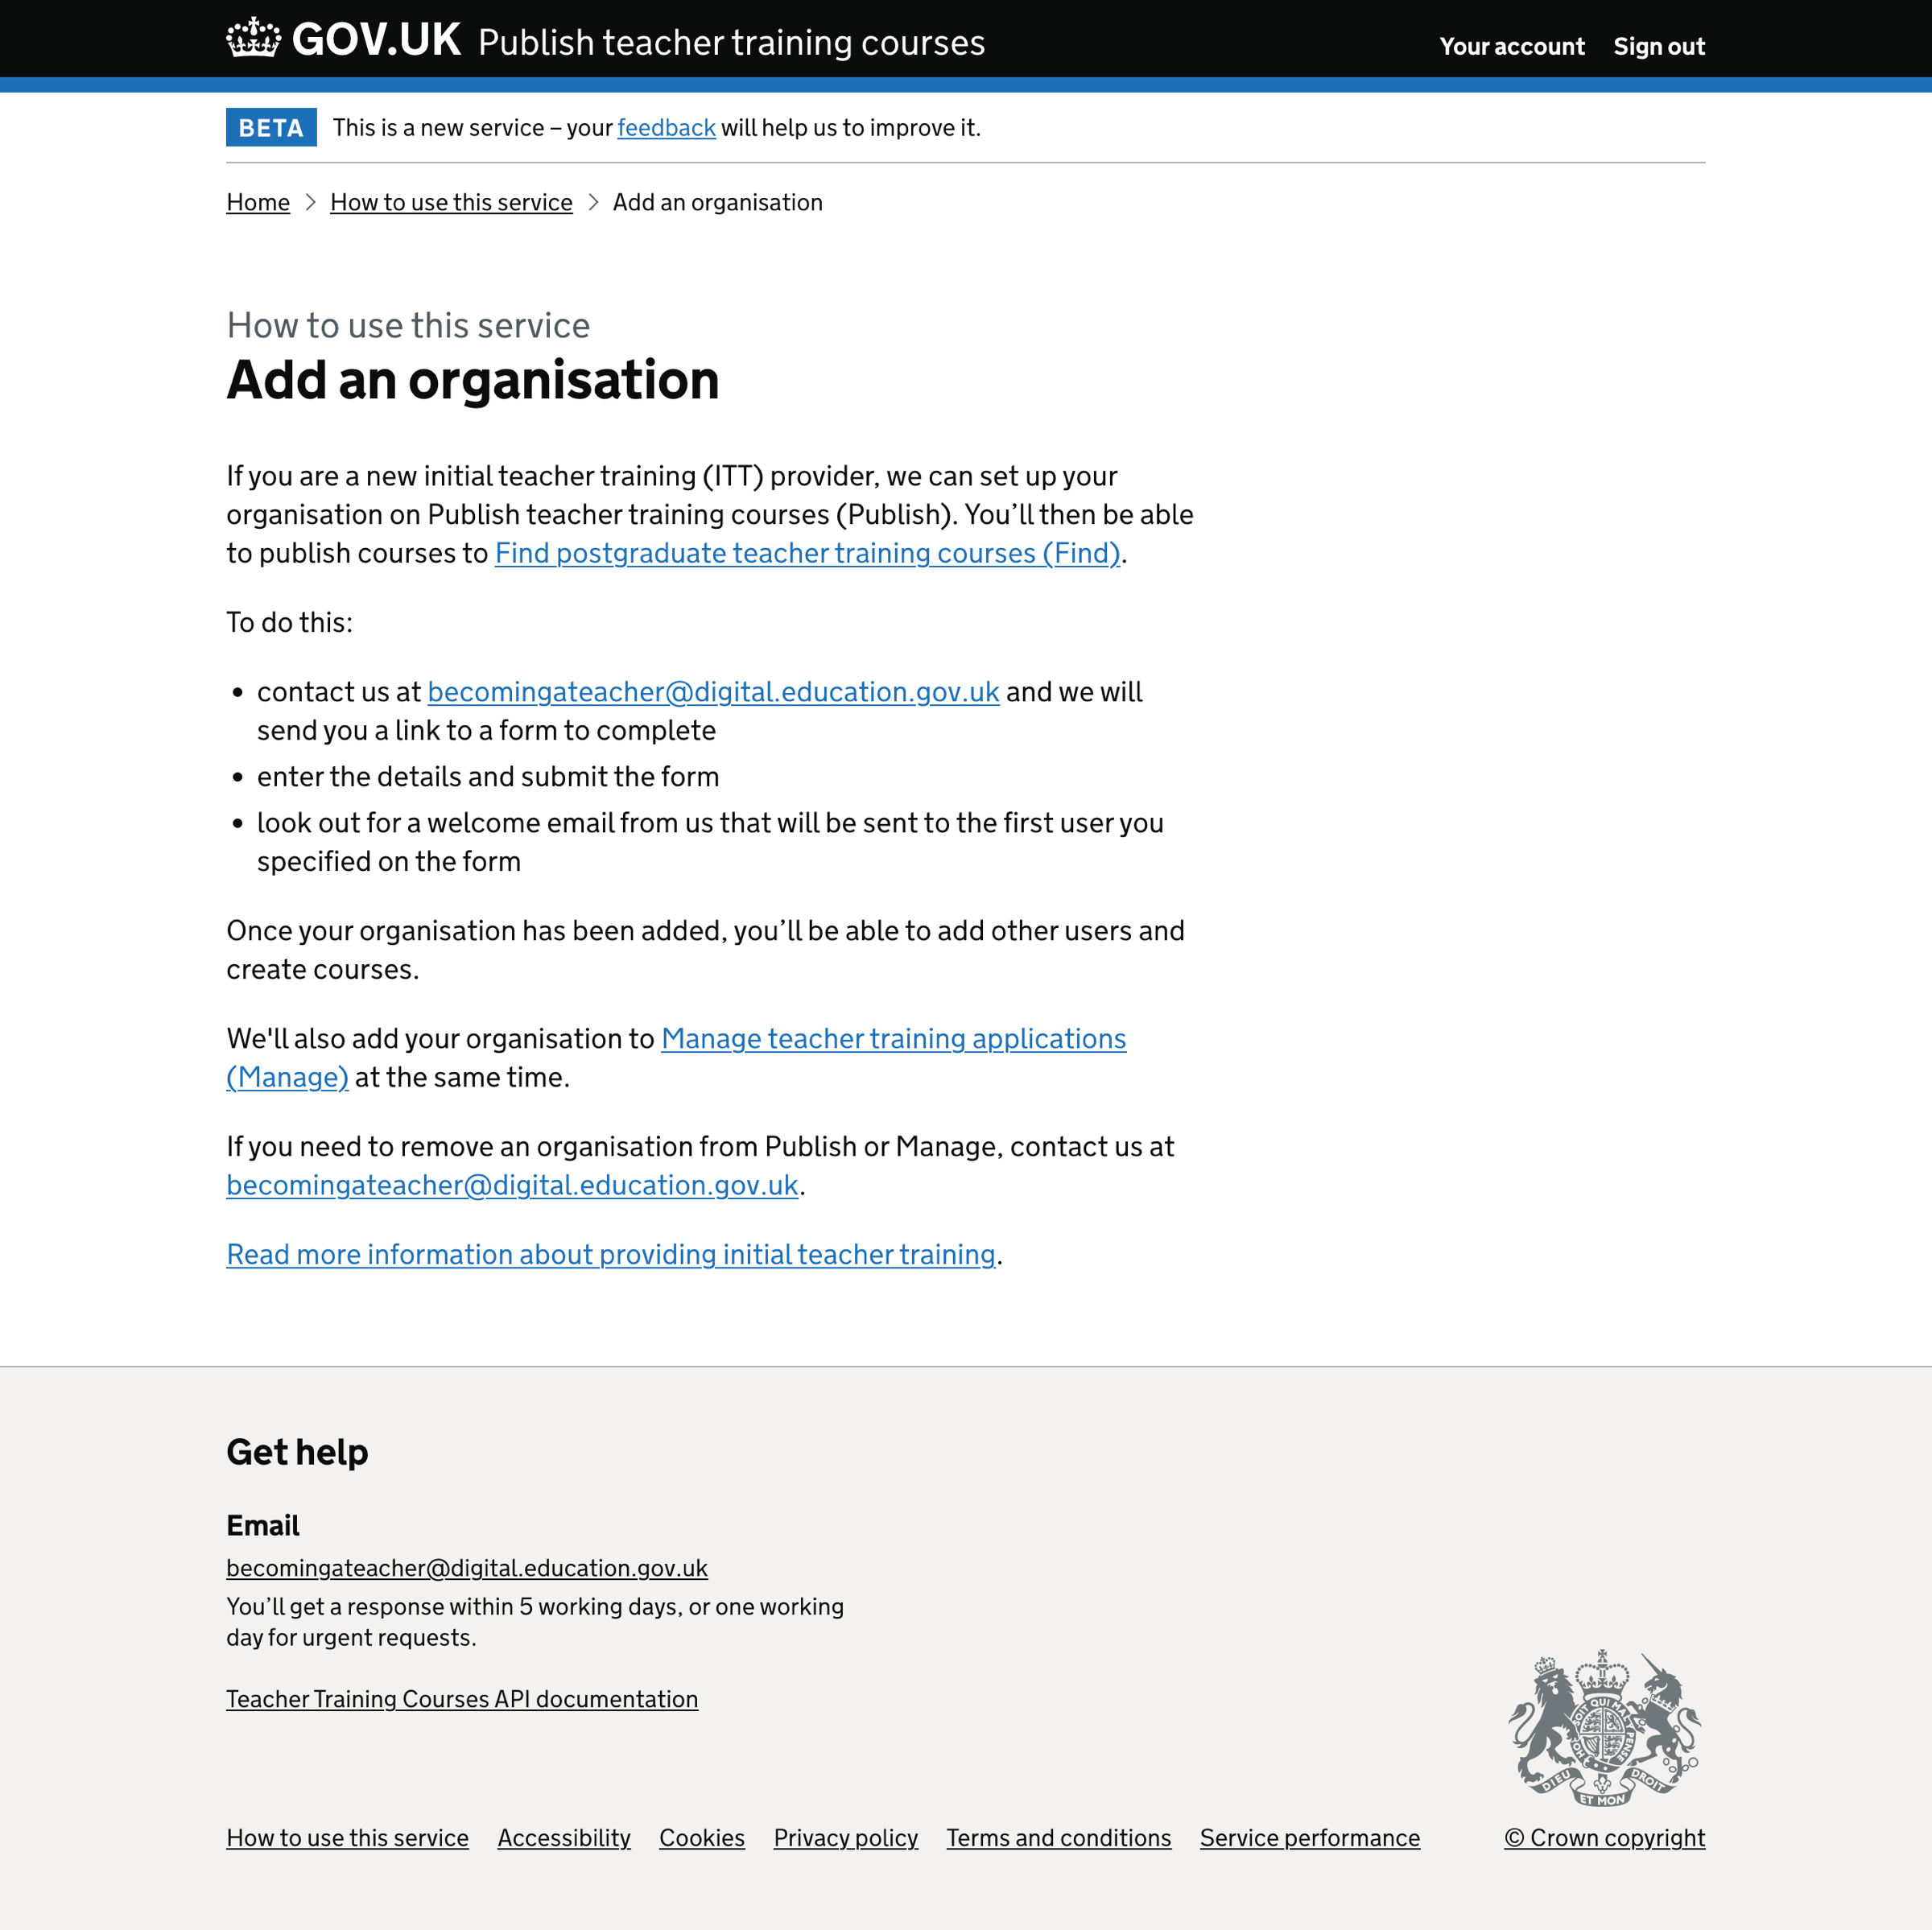 GOV.UK Publish teacher training courses Your account Sign out
BETA This is a new service – your feedback will help us to improve it.
Home How to use this service Add an organisation
How to use this service
Add an organisation
If you are a new initial teacher training (ITT) provider, we can set up your
organisation on Publish teacher training courses (Publish). You’ll then be able
to publish courses to Find postgraduate teacher training courses (Find).
To do this:
• contact us at becomingateacher@digital.education.gov.uk and we will
send you a link to a form to complete
• enter the details and submit the form
• look out for a welcome email from us that will be sent to the first user you
specified on the form
Once your organisation has been added, you’ll be able to add other users and
create courses.
We'll also add your organisation to Manage teacher training applications
(Manage) at the same time.
If you need to remove an organisation from Publish or Manage, contact us at
becomingateacher@digital.education.gov.uk.
Read more information about providing initial teacher training.
Get help
Email
becomingateacher@digital.education.gov.uk
You’ll get a response within 5 working days, or one working
day for urgent requests.
Teacher Training Courses API documentation
SOIT QUI MAL
HON
PENSE
DIEU ET MON DROIT
How to use this service Accessibility Cookies Privacy policy Terms and conditions Service performance © Crown copyright